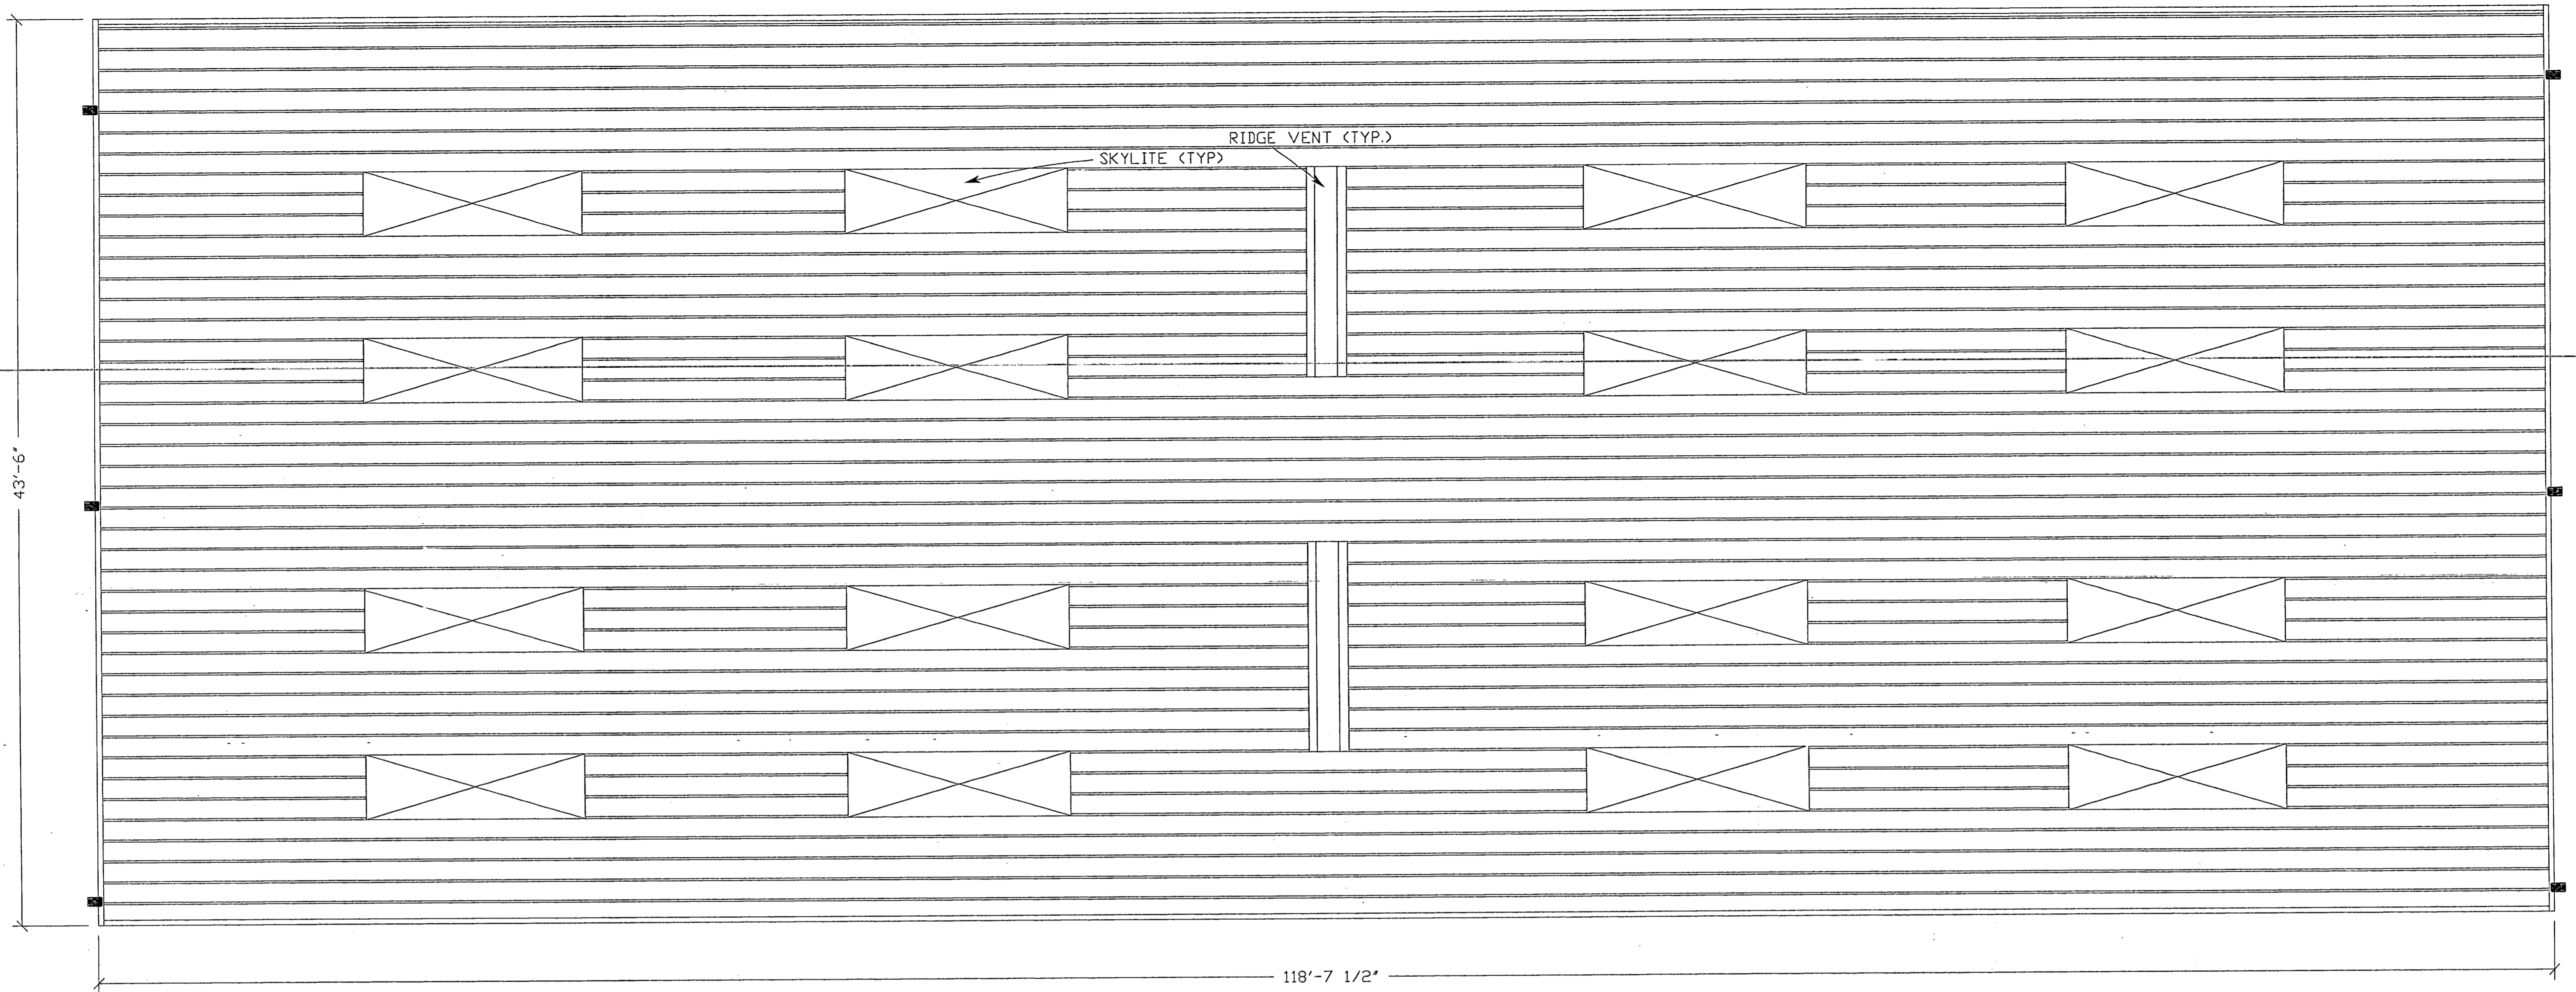 RIDGE VENT (TYP.)
SKYLITE (TYP)
43'-6"
118'-7 1/2"